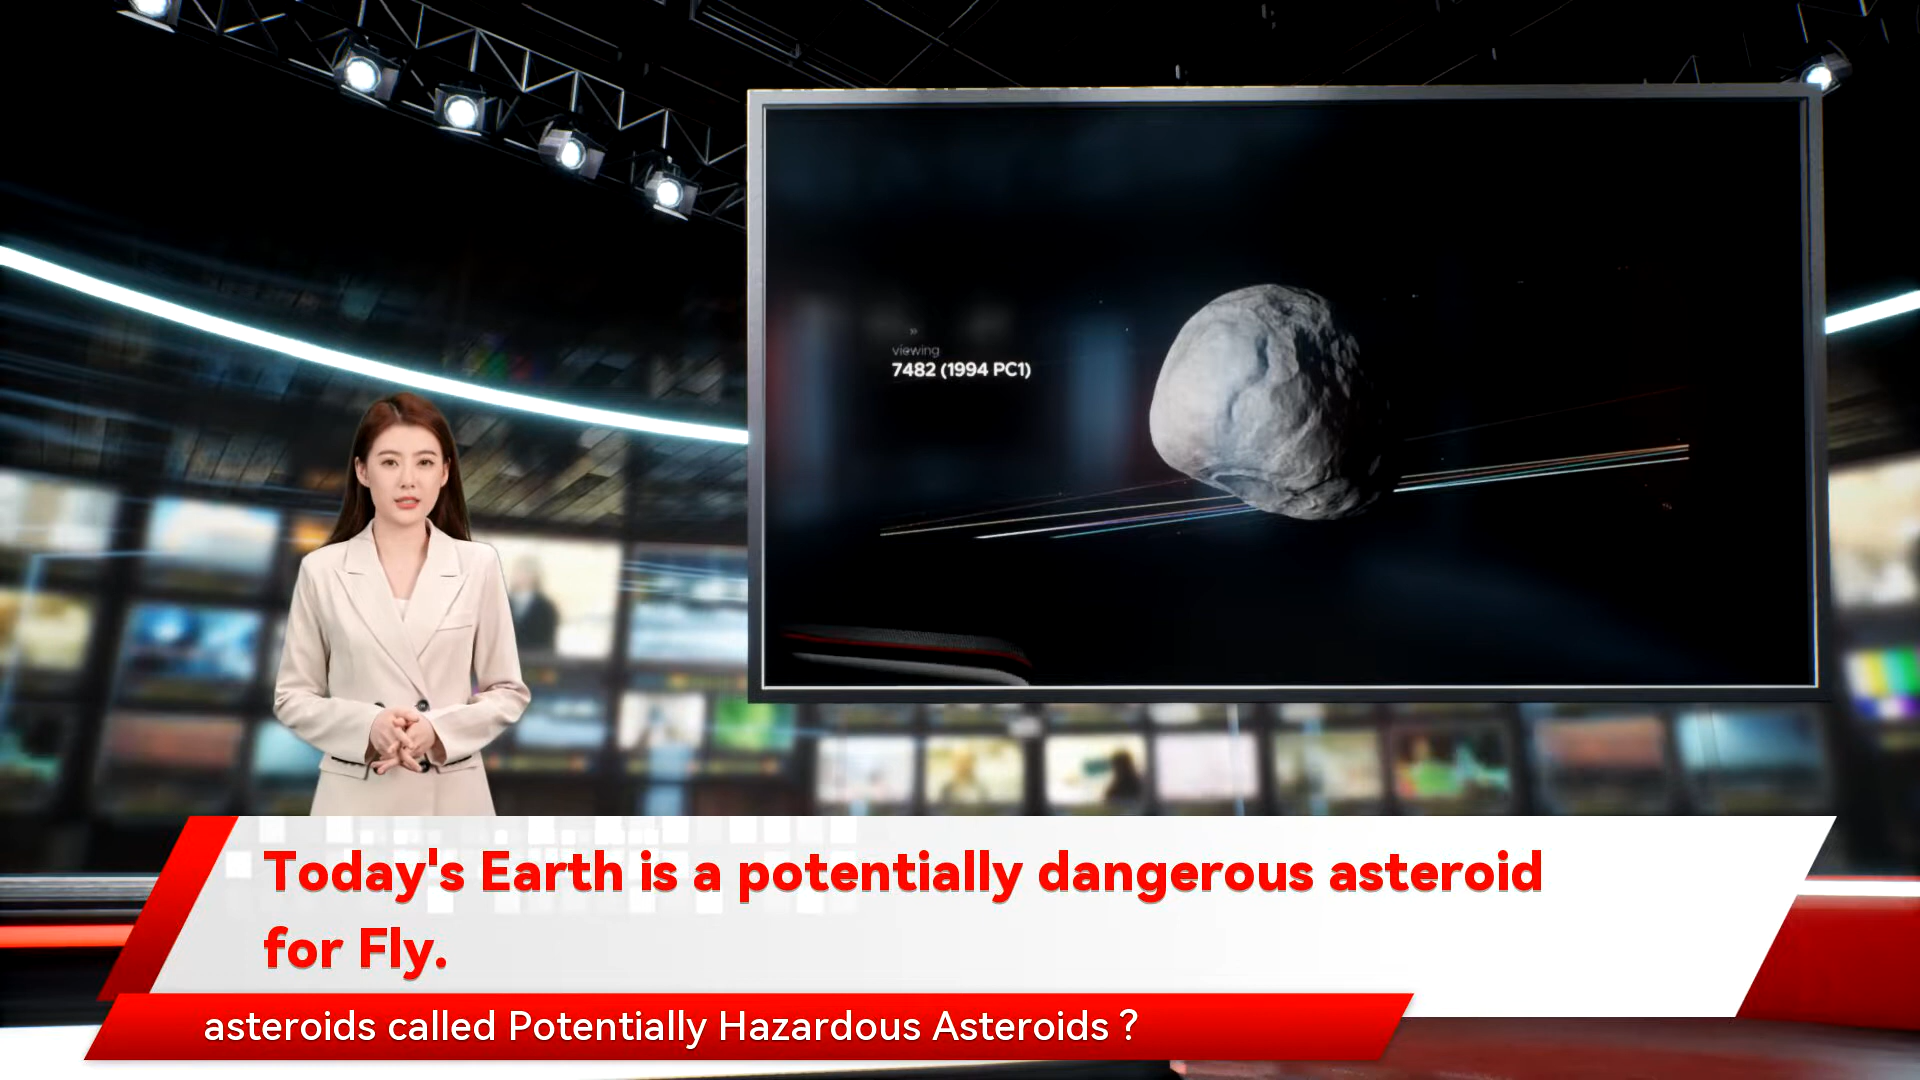 viewing
7482 (1994 PC1)
Today's Earth is a potentially dangerous asteroid
for Fly.
asteroids called Potentially Hazardous Asteroids ?